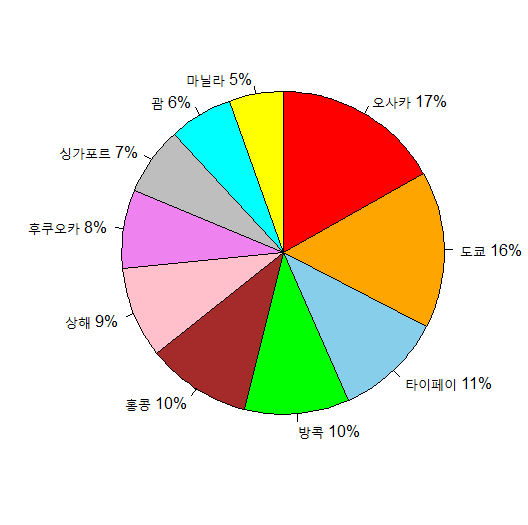 오사카 17%
도쿄 16%
타이페이 11%
방콕 10%
홍콩 10%
상해 9%
후쿠오카 8%
싱가포르 7%
괌 6%
마닐라 5%